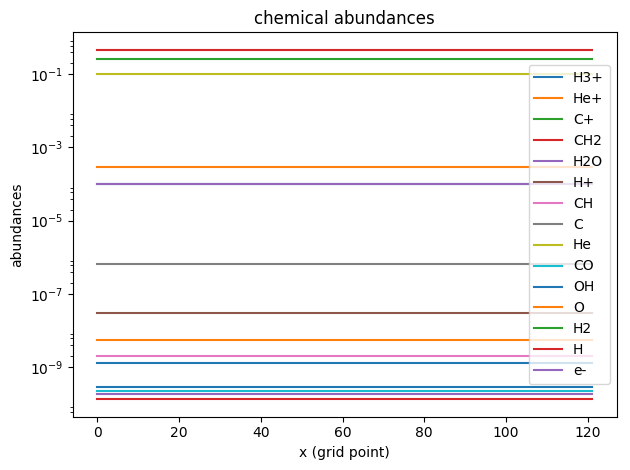 chemical abundances
abundances
10⁻¹
10⁻³
10⁻⁵
10⁻⁷
10⁻⁹
H3+
He+
C+
CH2
H2O
H+
CH
C
He
CO
OH
O
H2
H
e-
0 20 40 60 80 100 120
x (grid point)